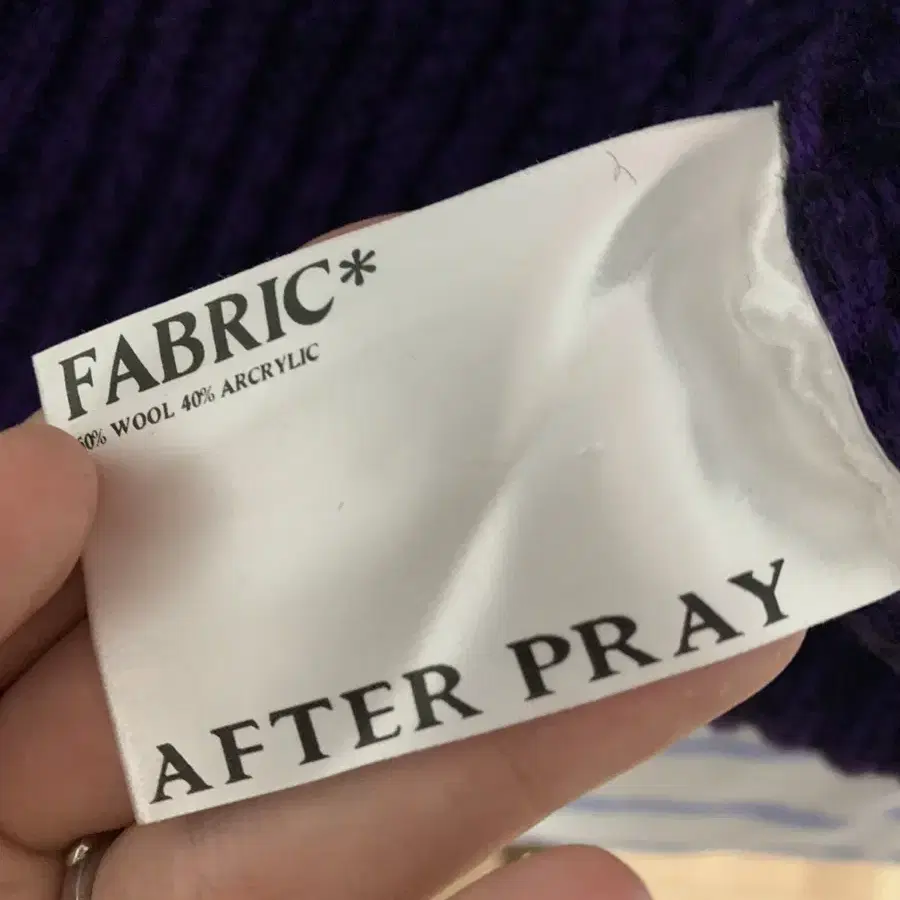 FABRIC*
60% WOOL 40% ARCRYLIC
AFTER PRAY